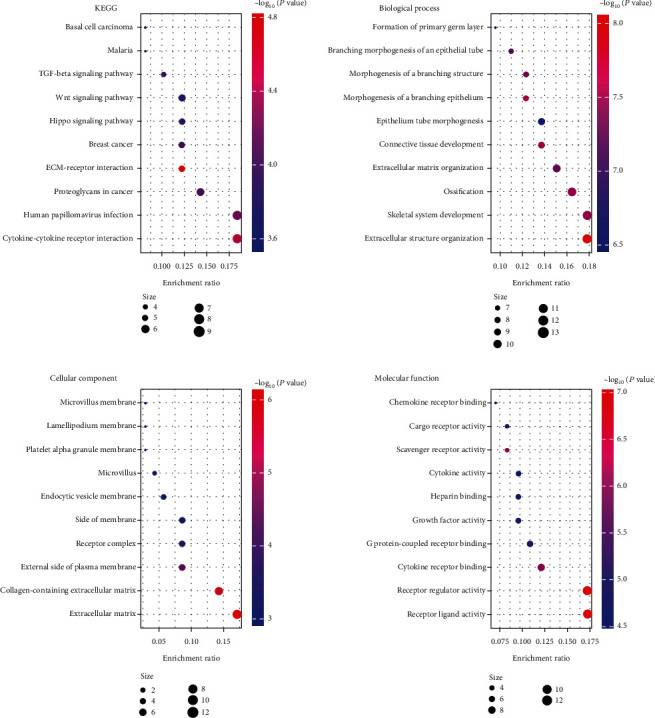 KEGG
–log10 (P value)
Basal cell carcinoma
Malaria
TGF-beta signaling pathway
Wnt signaling pathway
Hippo signaling pathway
Breast cancer
ECM-receptor interaction
Proteoglycans in cancer
Human papillomavirus infection
Cytokine-cytokine receptor interaction
0.100 0.125 0.150 0.175
Enrichment ratio
4.8
4.4
4.0
3.6
Size
4 7
5 8
6 9
Biological process
–log10 (P value)
Formation of primary germ layer
Branching morphogenesis of an epithelial tube
Morphogenesis of a branching structure
Morphogenesis of a branching epithelium
Epithelium tube morphogenesis
Connective tissue development
Extracellular matrix organization
Ossification
Skeletal system development
Extracellular structure organization
0.10 0.12 0.14 0.16 0.18
Enrichment ratio
8.0
7.5
7.0
6.5
Size
7 11
8 12
9 13
10
Cellular component
–log10 (P value)
Microvillus membrane
Lamellipodium membrane
Platelet alpha granule membrane
Microvillus
Endocytic vesicle membrane
Side of membrane
Receptor complex
External side of plasma membrane
Collagen-containing extracellular matrix
Extracellular matrix
0.05 0.10 0.15
Enrichment ratio
6
5
4
3
Size
2 8
4 10
6 12
Molecular function
–log10 (P value)
Chemokine receptor binding
Cargo receptor activity
Scavenger receptor activity
Cytokine activity
Heparin binding
Growth factor activity
G protein-coupled receptor binding
Cytokine receptor binding
Receptor regulator activity
Receptor ligand activity
0.075 0.100 0.125 0.150 0.175
Enrichment ratio
7.0
6.5
6.0
5.5
5.0
4.5
Size
4 10
6 12
8